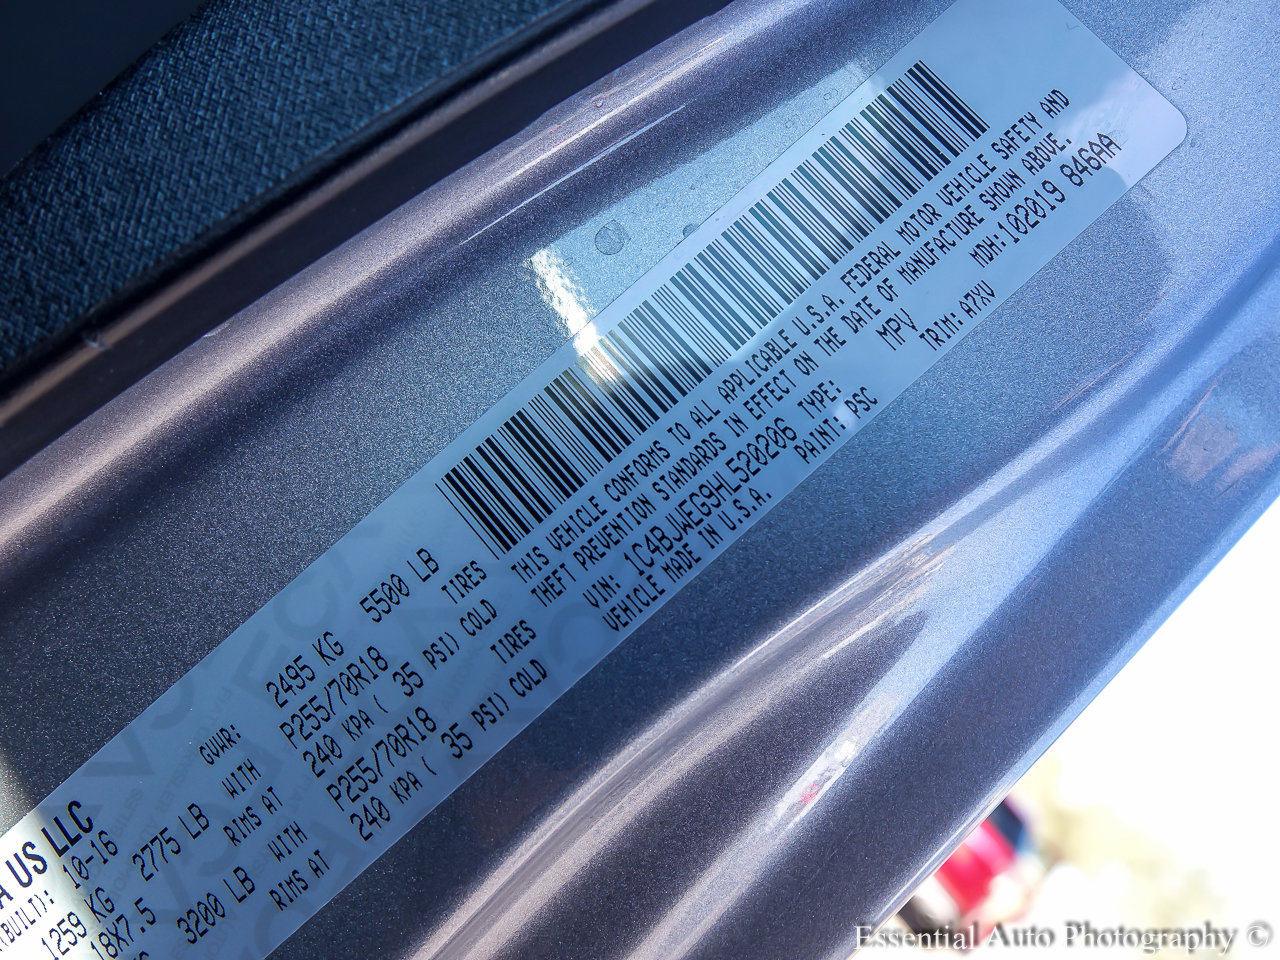 A US LLC
(BUILT): 10-16 GVWR: 2495 KG 5500 LB
1259 KG 2775 LB WITH P255/70R18 TIRES
18X7.5 RIMS AT 240 KPA ( 35 PSI) COLD
3200 LB WITH P255/70R18 TIRES
RIMS AT 240 KPA ( 35 PSI) COLD
THIS VEHICLE CONFORMS TO ALL APPLICABLE U.S.A. FEDERAL MOTOR VEHICLE SAFETY AND
THEFT PREVENTION STANDARDS IN EFFECT ON THE DATE OF MANUFACTURE SHOWN ABOVE.
VIN: 1C4BJWEG9HL520206 TYPE: MPV MDH: 102019 846AA
VEHICLE MADE IN U.S.A. PAINT: PSC TRIM: A7XV
Essential Auto Photography ©